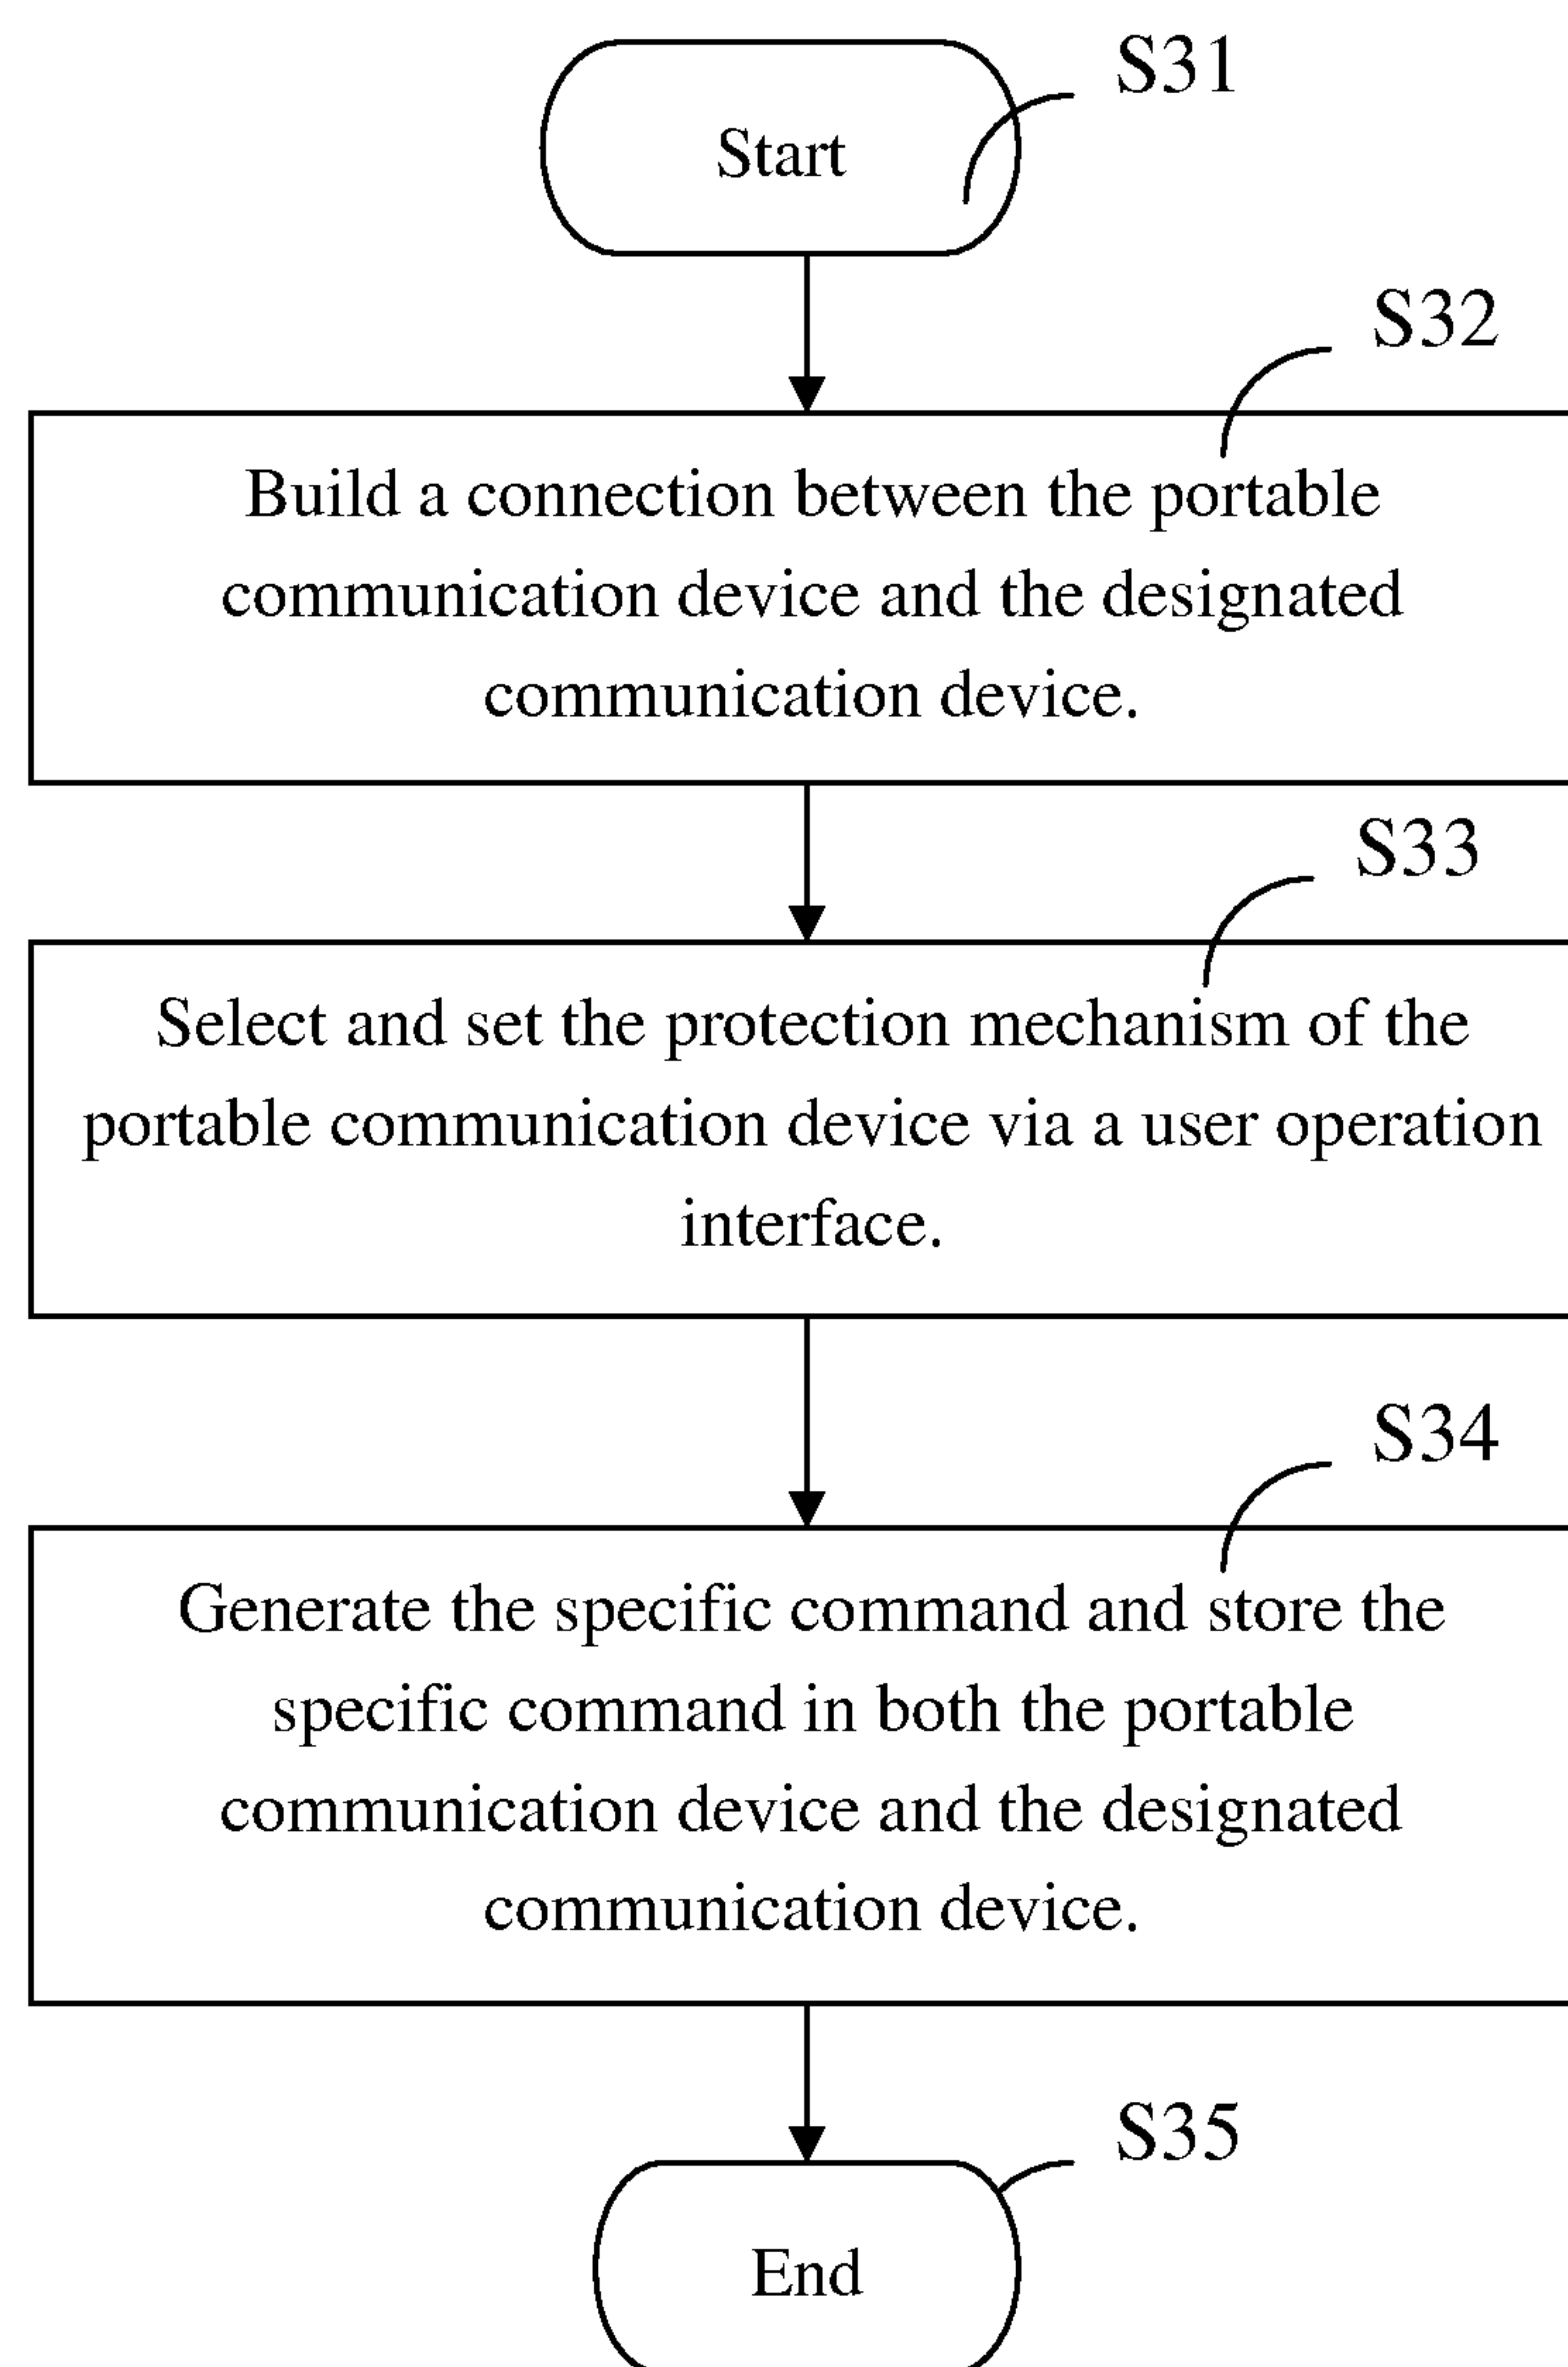 S31
Start
S32
Build a connection between the portable
communication device and the designated
communication device.
S33
Select and set the protection mechanism of the
portable communication device via a user operation
interface.
S34
Generate the specific command and store the
specific command in both the portable
communication device and the designated
communication device.
S35
End